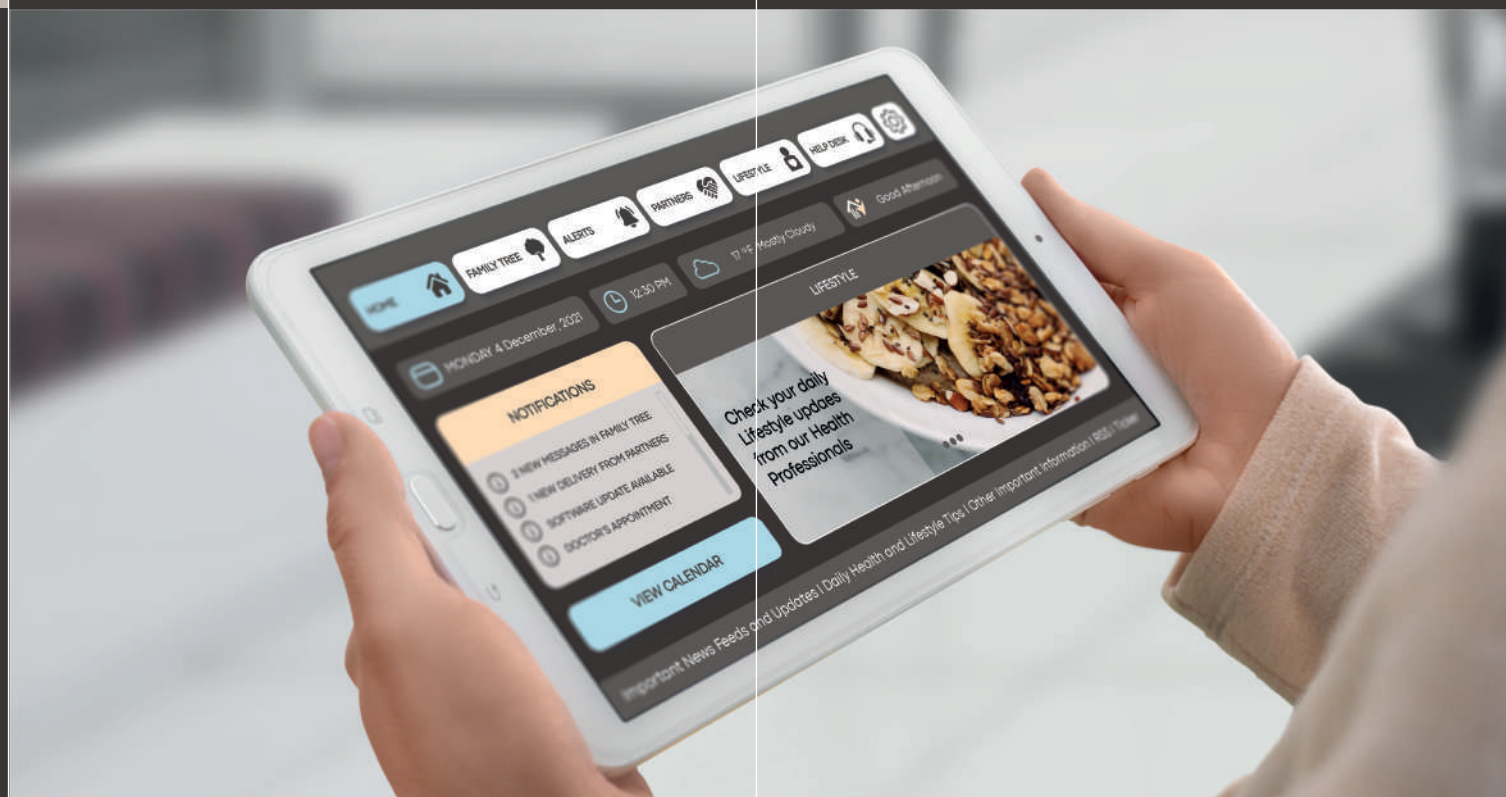 HOME
FAMILY TREE
ALERTS
PARTNERS
LIFESTYLE
HELP DESK
MONDAY 4 December, 2021
12:30 PM
17 °F, Mostly Cloudy
Good Afternoon
NOTIFICATIONS
NEW MESSAGES IN FAMILY TREE
1 NEW DELIVERY FROM PARTNERS
SOFTWARE UPDATE AVAILABLE
DOCTOR'S APPOINTMENT
VIEW CALENDAR
LIFESTYLE
Check your daily
Lifestyle updaes
from our Health
Professionals
Important News Feeds and Updates I Daily Health and Lifestyle Tips I Other Important Information I RSS I Ticker